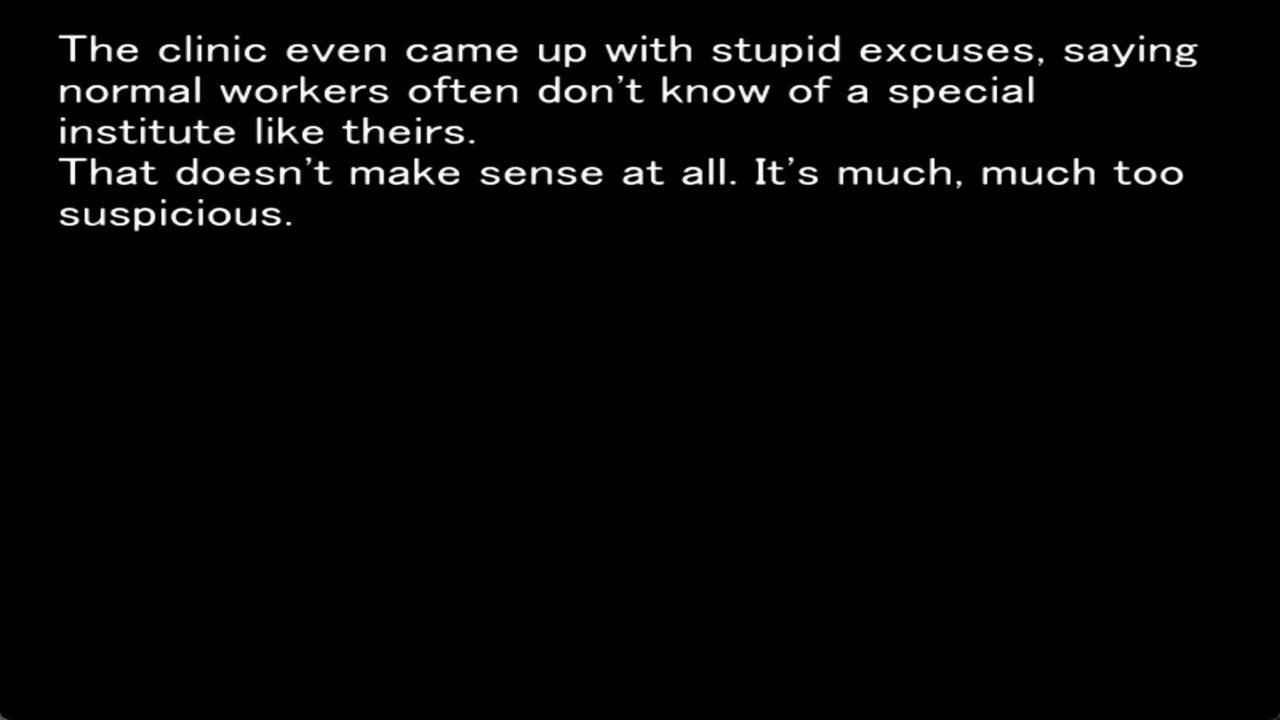 The clinic even came up with stupid excuses, saying
normal workers often don't know of a special
institute like theirs.
That doesn't make sense at all. It's much, much too
suspicious.